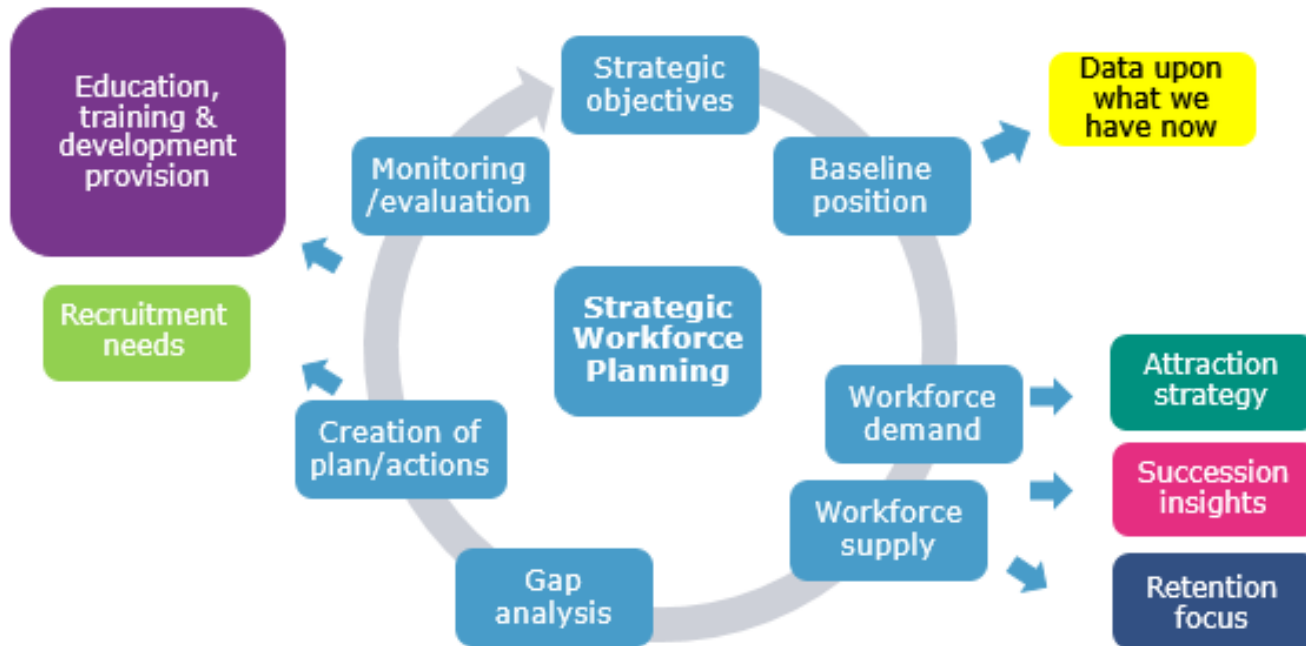 Education,
training &
development
provision
Recruitment
needs
Strategic
objectives
Monitoring
/evaluation
Baseline
position
Data upon
what we
have now
Strategic
Workforce
Planning
Workforce
demand
Attraction
strategy
Creation of
plan/actions
Workforce
supply
Succession
insights
Gap
analysis
Retention
focus